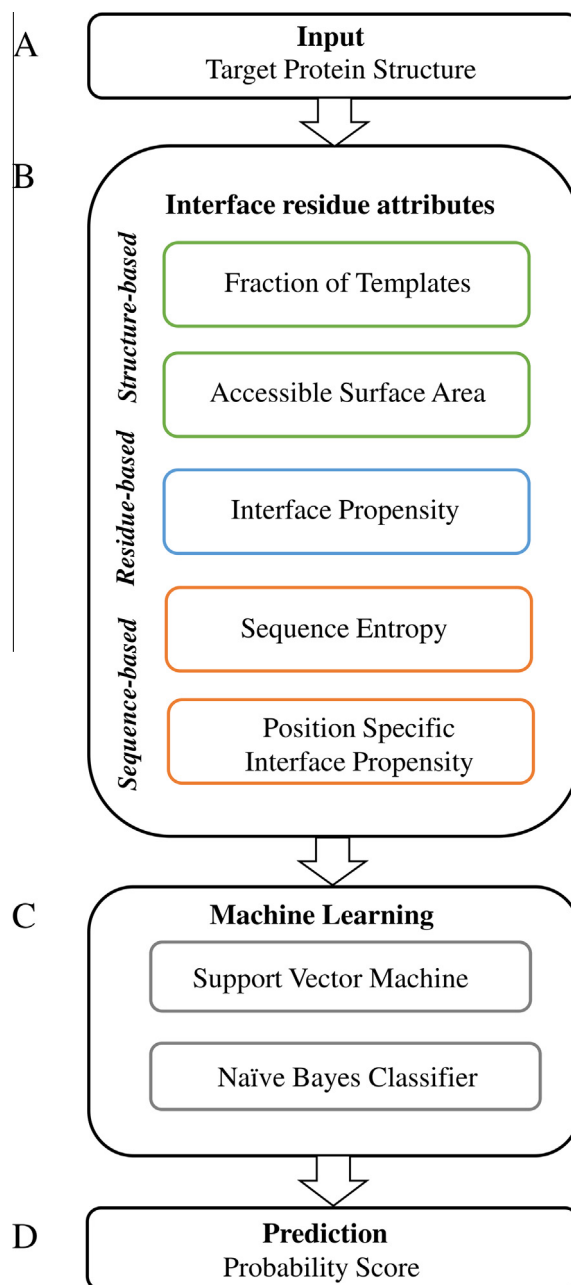 A
Input
Target Protein Structure
B
Interface residue attributes
Structure-based
Fraction of Templates
Accessible Surface Area
Residue-based
Interface Propensity
Sequence-based
Sequence Entropy
Position Specific
Interface Propensity
C
Machine Learning
Support Vector Machine
Naïve Bayes Classifier
D
Prediction
Probability Score